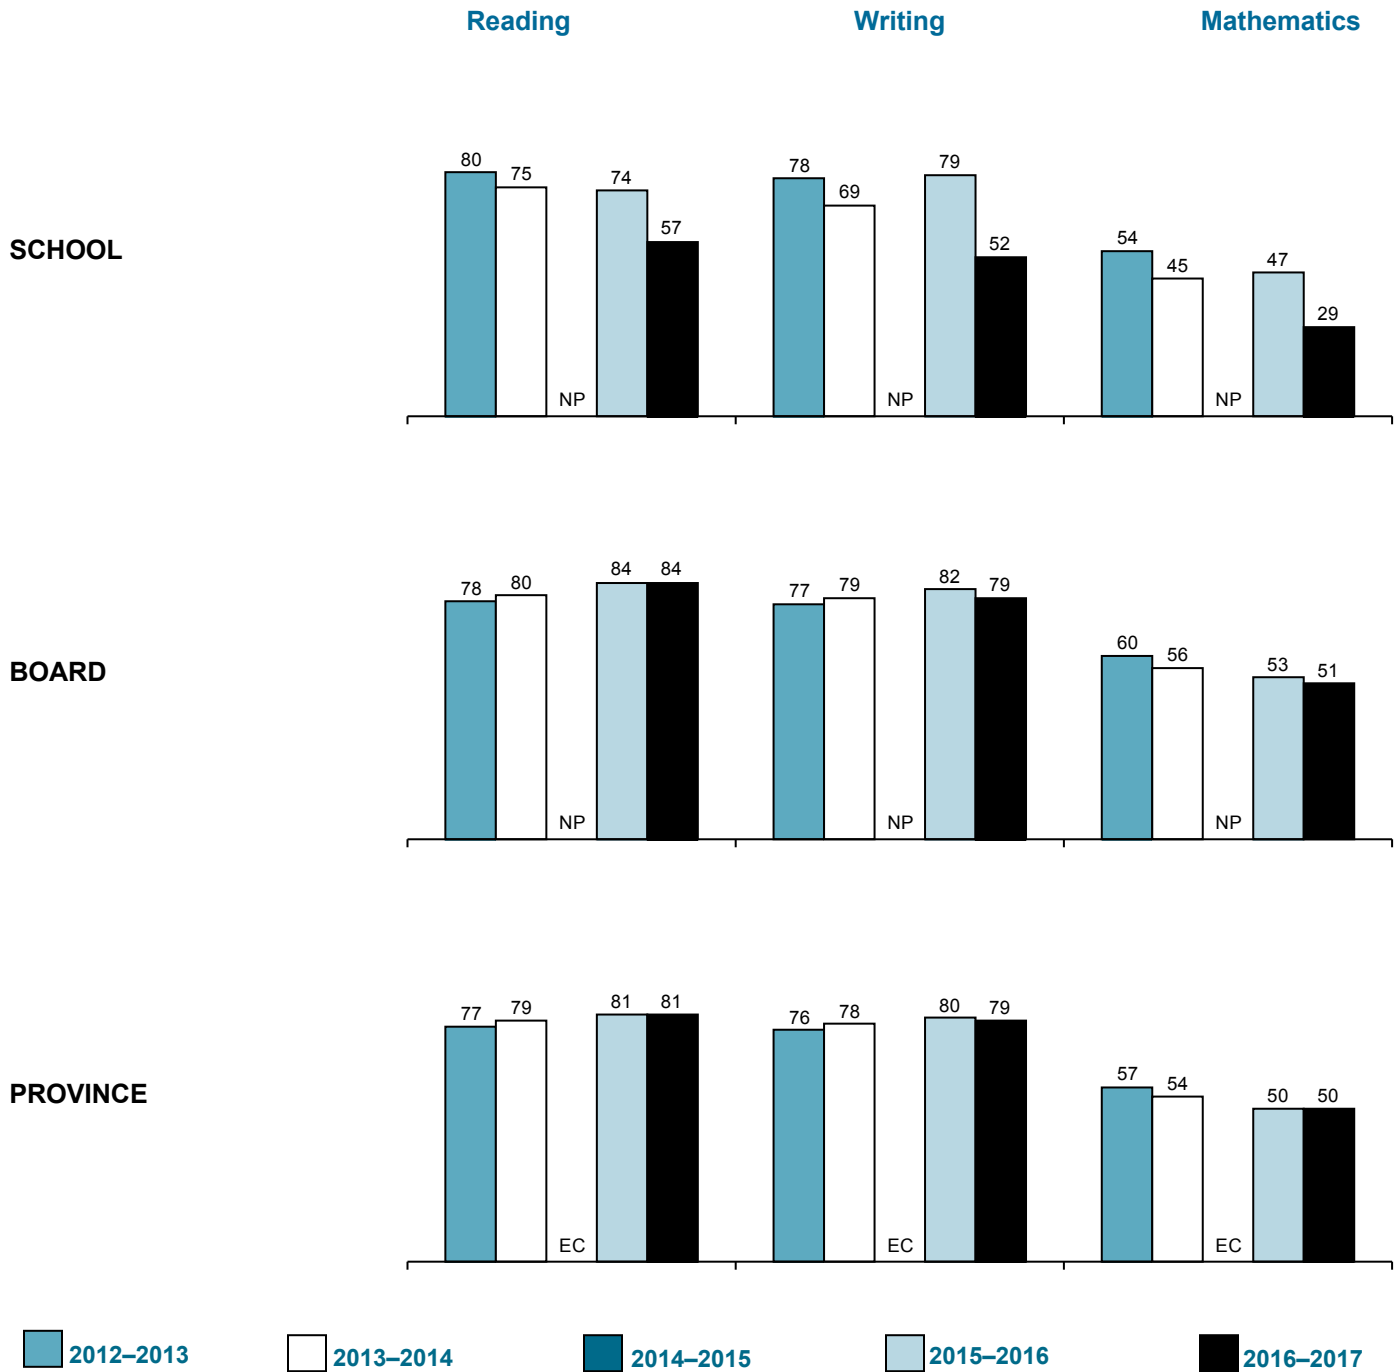 Reading Writing Mathematics
SCHOOL
80 75 NP 74 57 78 69 NP 79 52 54 45 NP 47 29
BOARD
78 80 NP 84 84 77 79 NP 82 79 60 56 NP 53 51
PROVINCE
77 79 EC 81 81 76 78 EC 80 79 57 54 EC 50 50
2012–2013 2013–2014 2014–2015 2015–2016 2016–2017